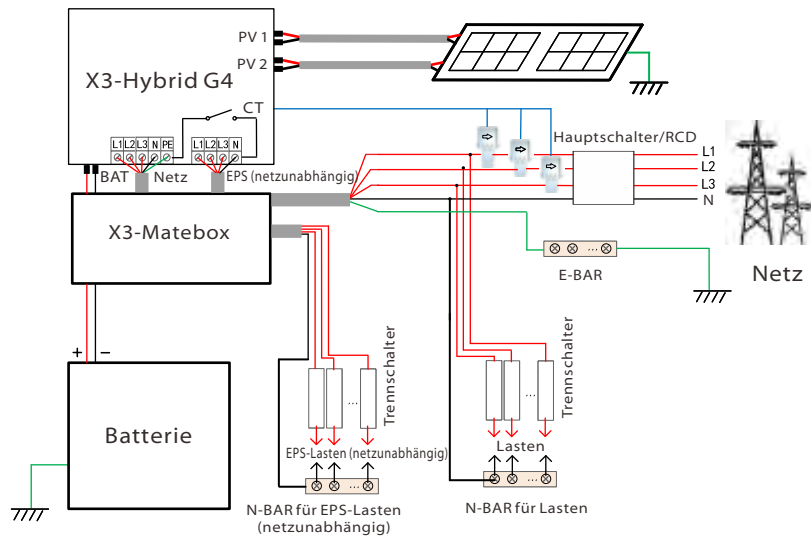 PV 1
PV 2
X3-Hybrid G4
CT
L1 L2 L3 N PE
L1 L2 L3 N
BAT
Netz
EPS (netzunabhängig)
Hauptschalter/RCD
L1
L2
L3
N
X3-Matebox
E-BAR
Netz
+ −
Batterie
Trennschalter
...
EPS-Lasten (netzunabhängig)
...
N-BAR für EPS-Lasten
(netzunabhängig)
Trennschalter
...
Lasten
...
N-BAR für Lasten